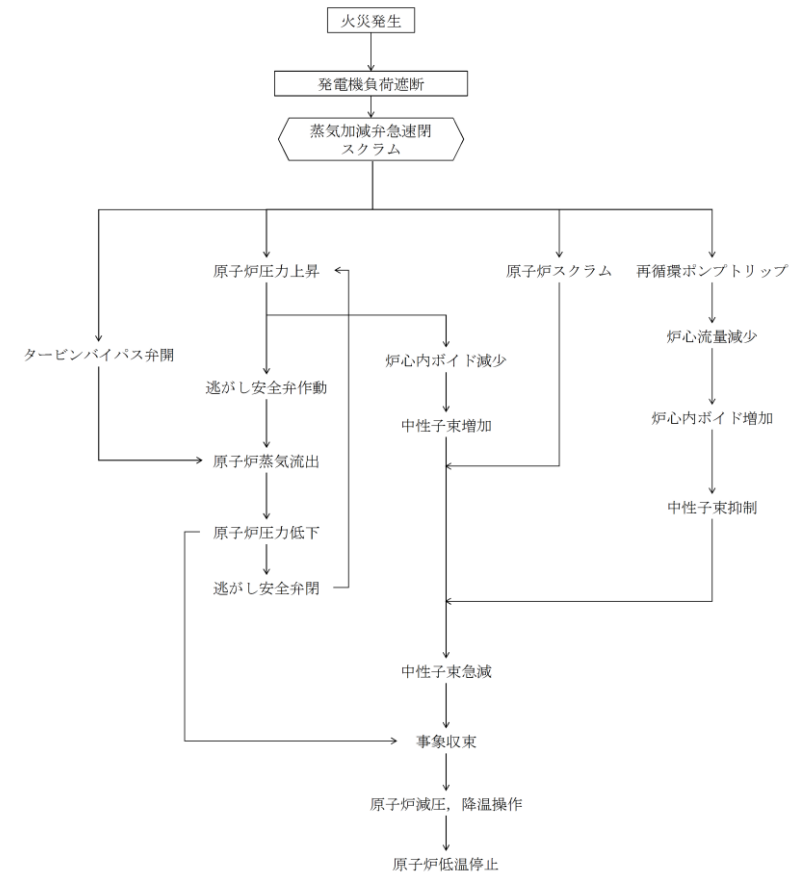 火災発生
発電機負荷遮断
蒸気加減弁急速閉
スクラム
原子炉圧力上昇
原子炉スクラム
再循環ポンプトリップ
炉心流量減少
タービンバイパス弁開
炉心内ボイド減少
逃がし安全弁作動
炉心内ボイド増加
中性子束増加
原子炉蒸気流出
中性子束抑制
原子炉圧力低下
逃がし安全弁閉
中性子束急減
事象収束
原子炉減圧，降温操作
原子炉低温停止